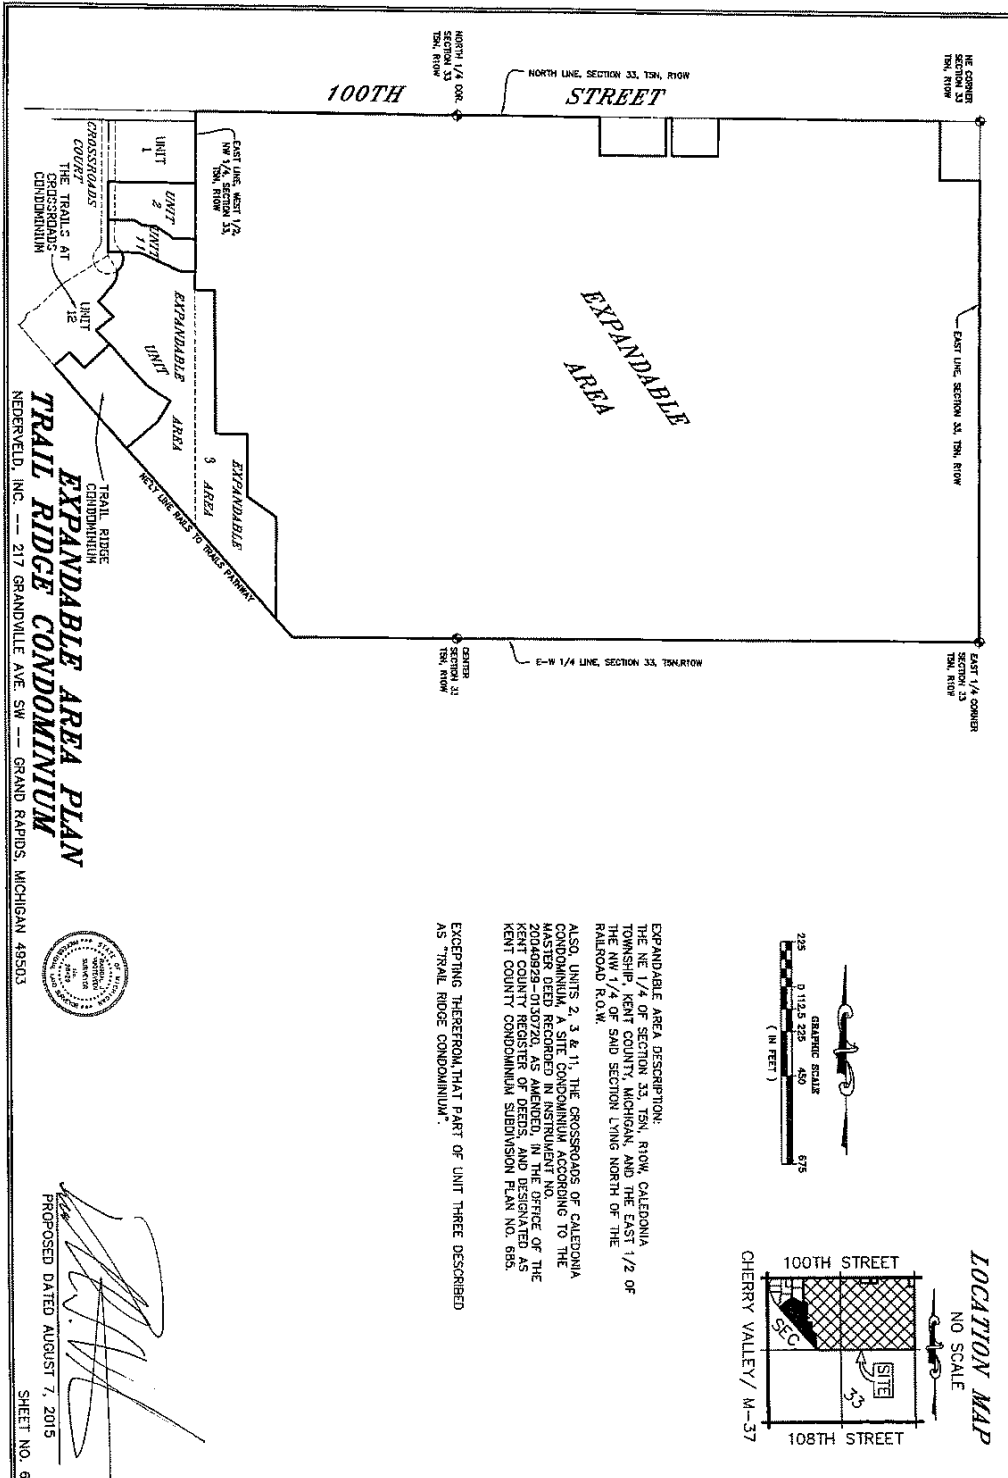 NE CORNER
SECTION 33
T5N, R10W
NORTH LINE, SECTION 33, T5N, R10W
NORTH 1/4 COR.
SECTION 33
T5N, R10W
100TH STREET
EAST LINE, SECTION 33, T5N, R10W
EAST LINE, WEST 1/2,
NW 1/4, SECTION 33,
T5N, R10W
EXPANDABLE
AREA
UNIT
1
UNIT
2
UNIT
11
CROSSROADS
COURT
THE TRAILS AT
CROSSROADS
CONDOMINIUM
UNIT
12
EXPANDABLE AREA
UNIT 3
EXPANDABLE
AREA
TRAIL RIDGE
CONDOMINIUM
NE'LY LINE RAILS TO TRAILS PATHWAY
EAST 1/4 CORNER
SECTION 33
T5N, R10W
CENTER
SECTION 33
T5N, R10W
E-W 1/4 LINE, SECTION 33, T5N,R10W
EXPANDABLE AREA PLAN
TRAIL RIDGE CONDOMINIUM
NEDERVELD, INC. -- 217 GRANDVILLE AVE. SW -- GRAND RAPIDS, MICHIGAN 49503
225 0 112.5 225 450 675
GRAPHIC SCALE
( IN FEET )
EXPANDABLE AREA DESCRIPTION:
THE NE 1/4 OF SECTION 33, T5N, R10W, CALEDONIA
TOWNSHIP, KENT COUNTY, MICHIGAN, AND THE EAST 1/2 OF
THE NW 1/4 OF SAID SECTION LYING NORTH OF THE
RAILROAD R.O.W.
ALSO, UNITS 2, 3 & 11, THE CROSSROADS OF CALEDONIA
CONDOMINIUM, A SITE CONDOMINIUM ACCORDING TO THE
MASTER DEED RECORDED IN INSTRUMENT NO.
20040929-0130720, AS AMENDED, IN THE OFFICE OF THE
KENT COUNTY REGISTER OF DEEDS, AND DESIGNATED AS
KENT COUNTY CONDOMINIUM SUBDIVISION PLAN NO. 685.
EXCEPTING THEREFROM,THAT PART OF UNIT THREE DESCRIBED
AS "TRAIL RIDGE CONDOMINIUM".
LOCATION MAP
NO SCALE
100TH STREET
SITE
SEC 33
108TH STREET
CHERRY VALLEY/ M-37
STATE OF MICHIGAN
PROPOSED DATED AUGUST 7, 2015
SHEET NO. 6